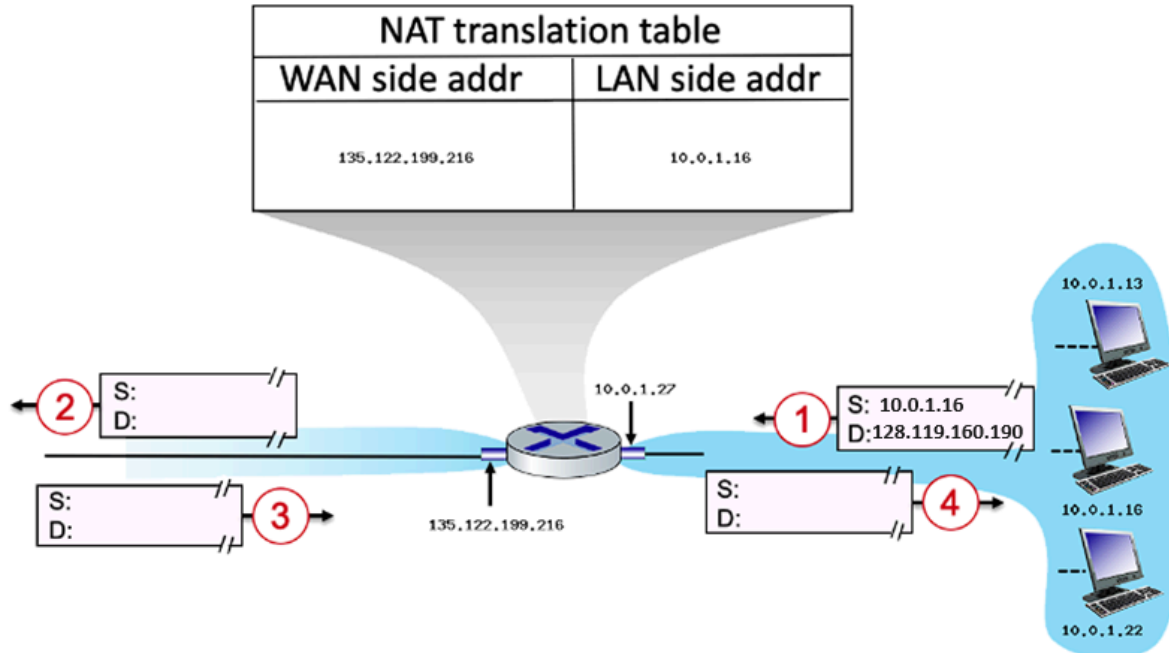 NAT translation table
WAN side addr LAN side addr
135.122.199.216 10.0.1.16
10.0.1.13
2
S:
D:
10.0.1.27
1
S: 10.0.1.16
D:128.119.160.190
S:
D:
3
135.122.199.216
S:
D:
4
10.0.1.16
10.0.1.22